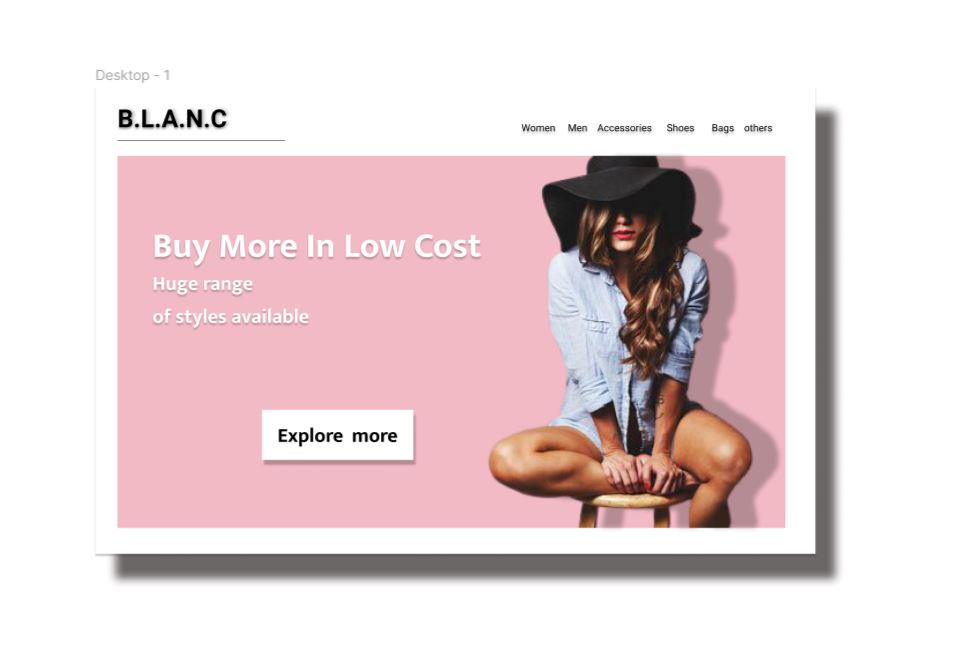 Desktop - 1
B.L.A.N.C
Women Men Accessories Shoes Bags others
Buy More In Low Cost
Huge range
of styles available
Explore more